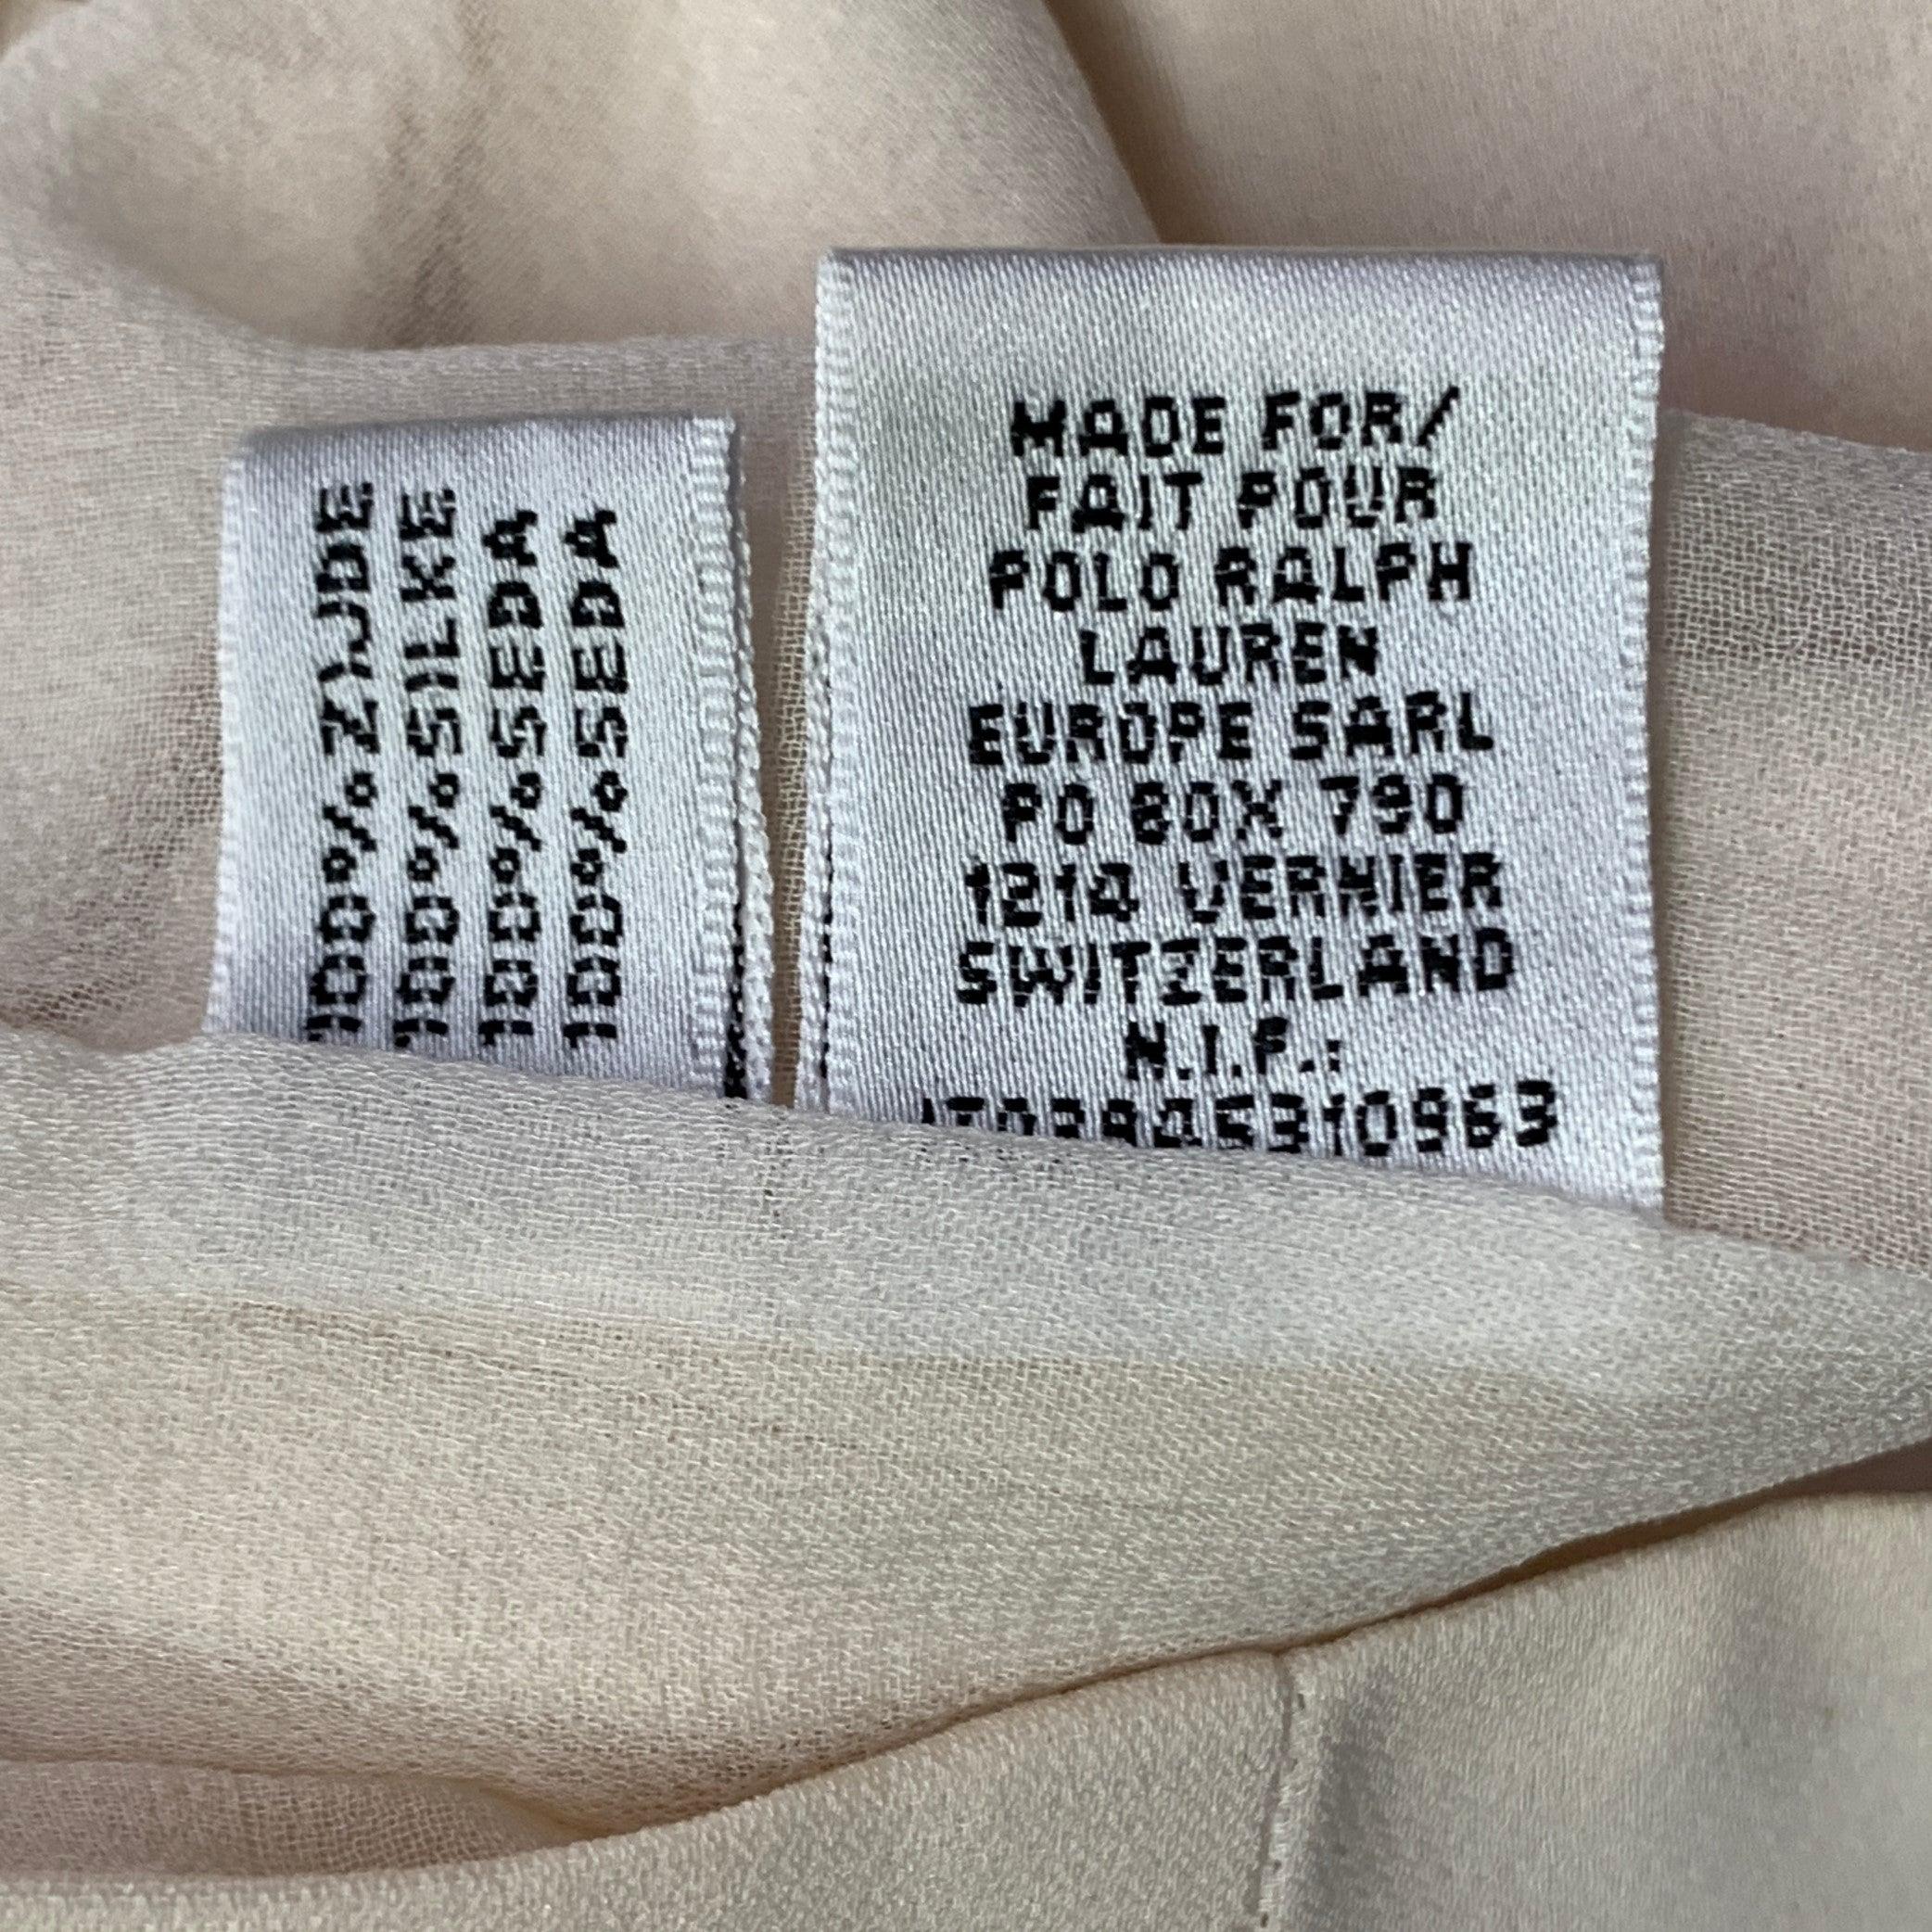 100% ZIJDE
100% SILKE
100% SEDA
100% SEDA
MADE FOR/
FAIT POUR
POLO RALPH
LAUREN
EUROPE SARL
PO BOX 790
1214 VERNIER
SWITZERLAND
N.I.F.: